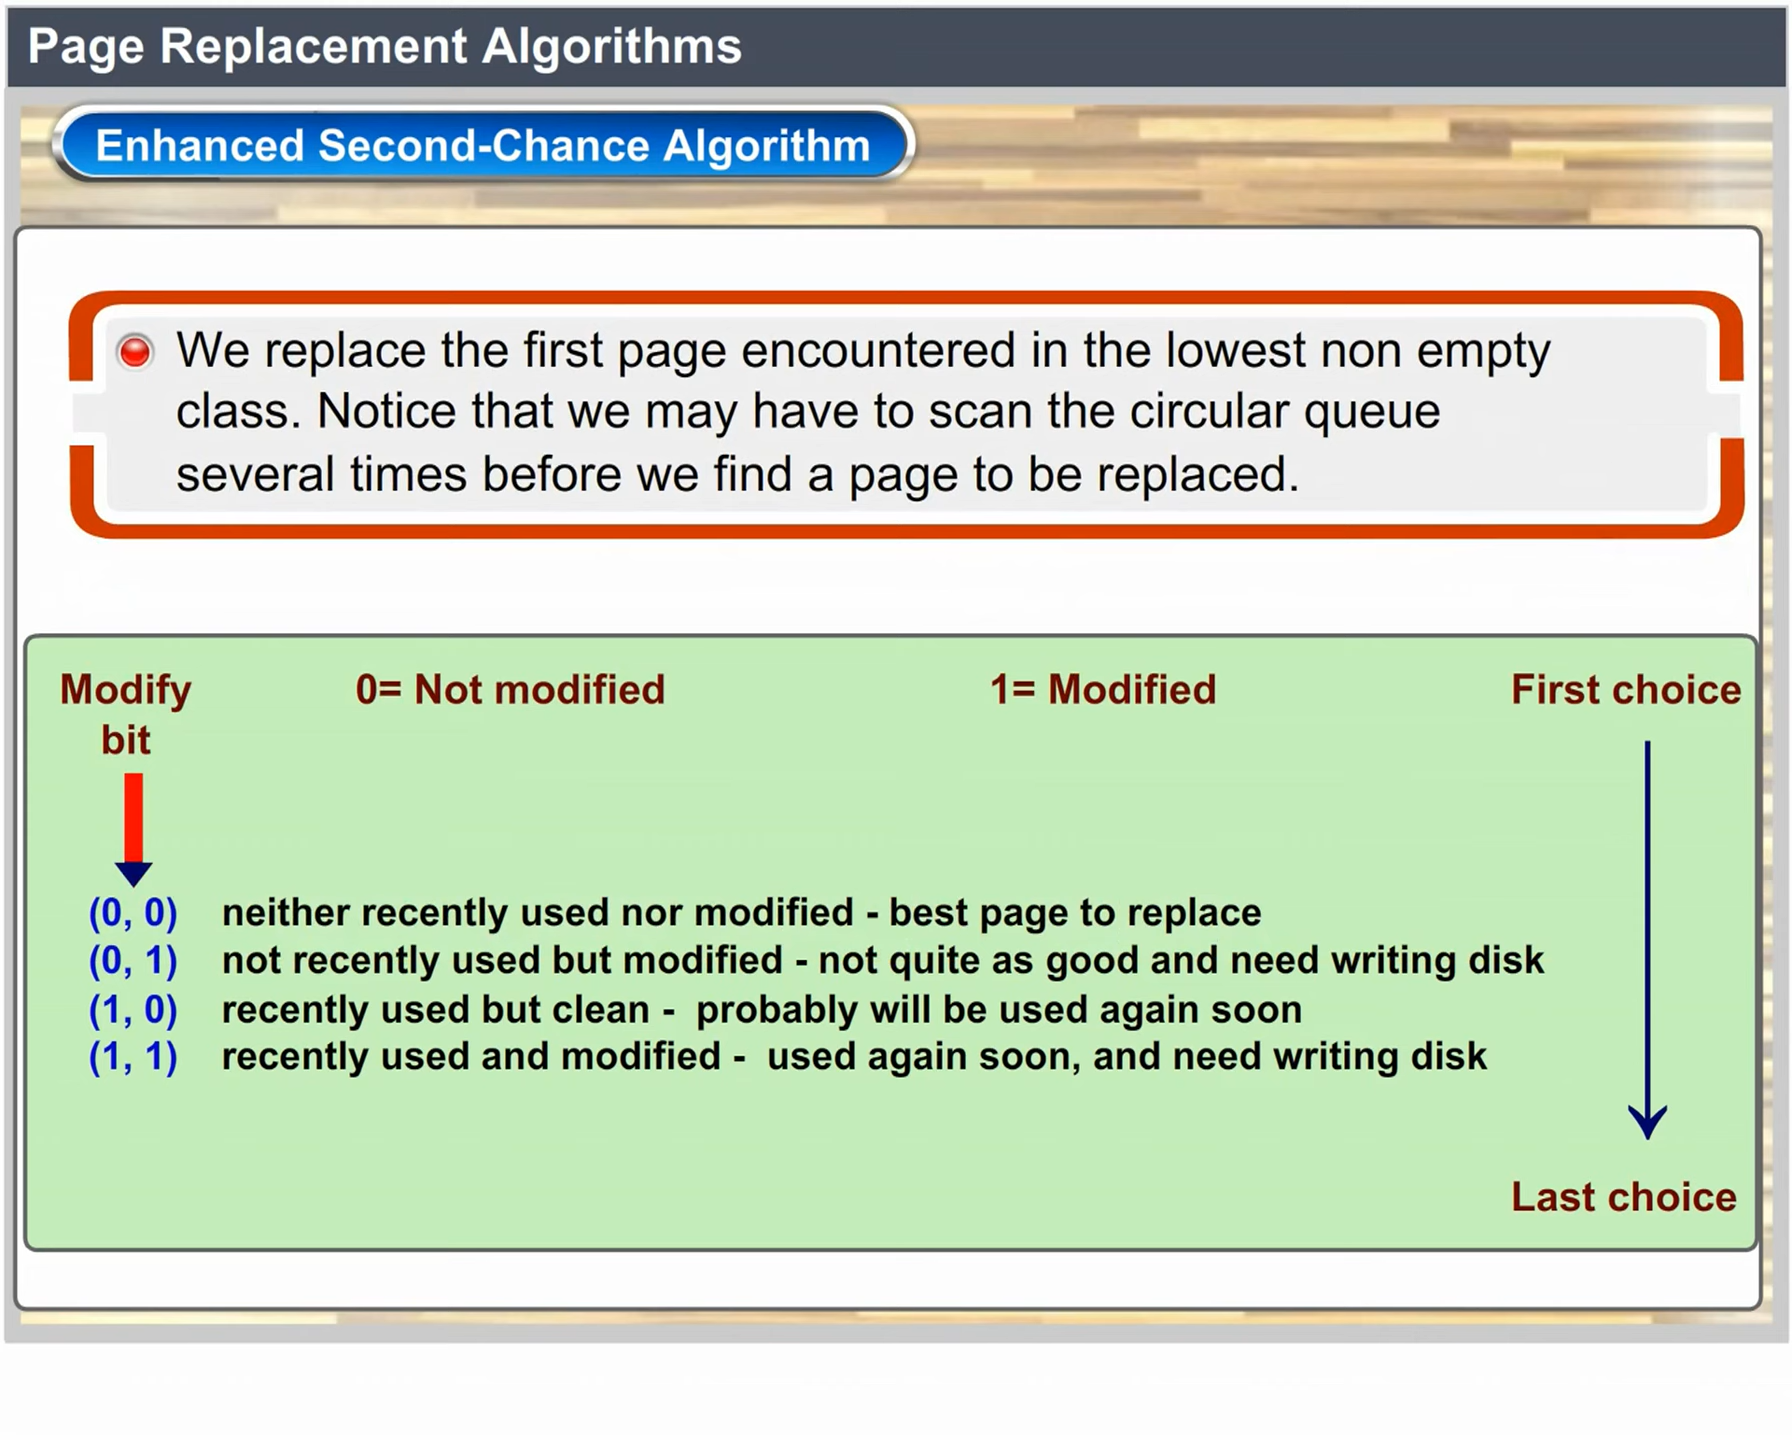 Page Replacement Algorithms
Enhanced Second-Chance Algorithm
We replace the first page encountered in the lowest non empty
class. Notice that we may have to scan the circular queue
several times before we find a page to be replaced.
Modify 0= Not modified 1= Modified First choice
bit
(0, 0) neither recently used nor modified - best page to replace
(0, 1) not recently used but modified - not quite as good and need writing disk
(1, 0) recently used but clean - probably will be used again soon
(1, 1) recently used and modified - used again soon, and need writing disk
Last choice